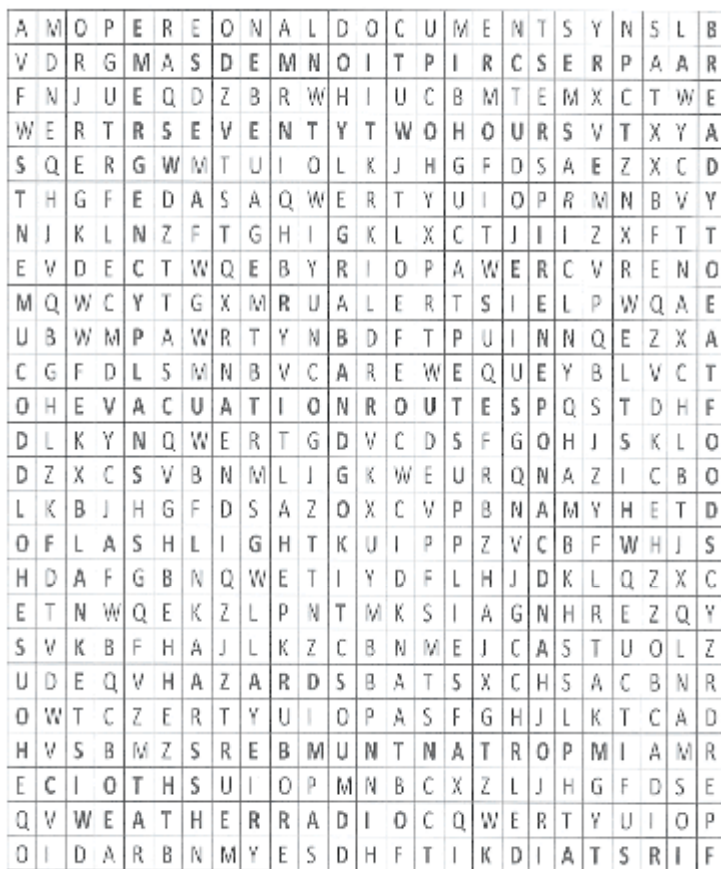 A M O P E R E O N A L D O C U M E N T S Y N S L B
V D R G M A S D E M N O I T P I R C S E R P A A R
F N J U E Q D Z B R W H I U C B M T E M X C T W E
W E R T R S E V E N T Y T W O H O U R S V T X Y A
S Q E R G W M T U I O L K J H G F D S A E Z X C D
T H G F E D A S A Q W E R T Y U I O P R M N B V Y
N J K L N Z F T G H I G K L X C T J I I Z X F T T
E V D E C T W Q E B Y R I O P A W E R C V R E N O
M Q W C Y T G X M R U A L E R T S I E L P W Q A E
U B W M P A W R T Y N B D F T P U I N N Q E Z X A
C G F D L S M N B V C A R E W E Q U E Y B L V C T
O H E V A C U A T I O N R O U T E S P Q S T D H F
D L K Y N Q W E R T G D V C D S F G O H J S K L O
D Z X C S V B N M L J G K W E U R Q N A Z I C B O
L K B J H G F D S A Z O X C V P B N A M Y H E T D
O F L A S H L I G H T K U I P P Z V C B F W H J S
H D A F G B N Q W E T I Y D F L H J D K L Q Z X C
E T N W Q E K Z L P N T M K S I A G N H R E Z Q Y
S V K B F H A J L K Z C B N M E J C A S T U O L Z
U D E Q V H A Z A R D S B A T S X C H S A C B N R
O W T C Z E R T Y U I O P A S F G H J L K T C A D
H V S B M Z S R E B M U N T N A T R O P M I A M R
E C I O T H S U I O P M N B C X Z L J H G F D S E
Q V W E A T H E R R A D I O C Q W E R T Y U I O P
O I D A R B N M Y E S D H F T I K D I A T S R I F